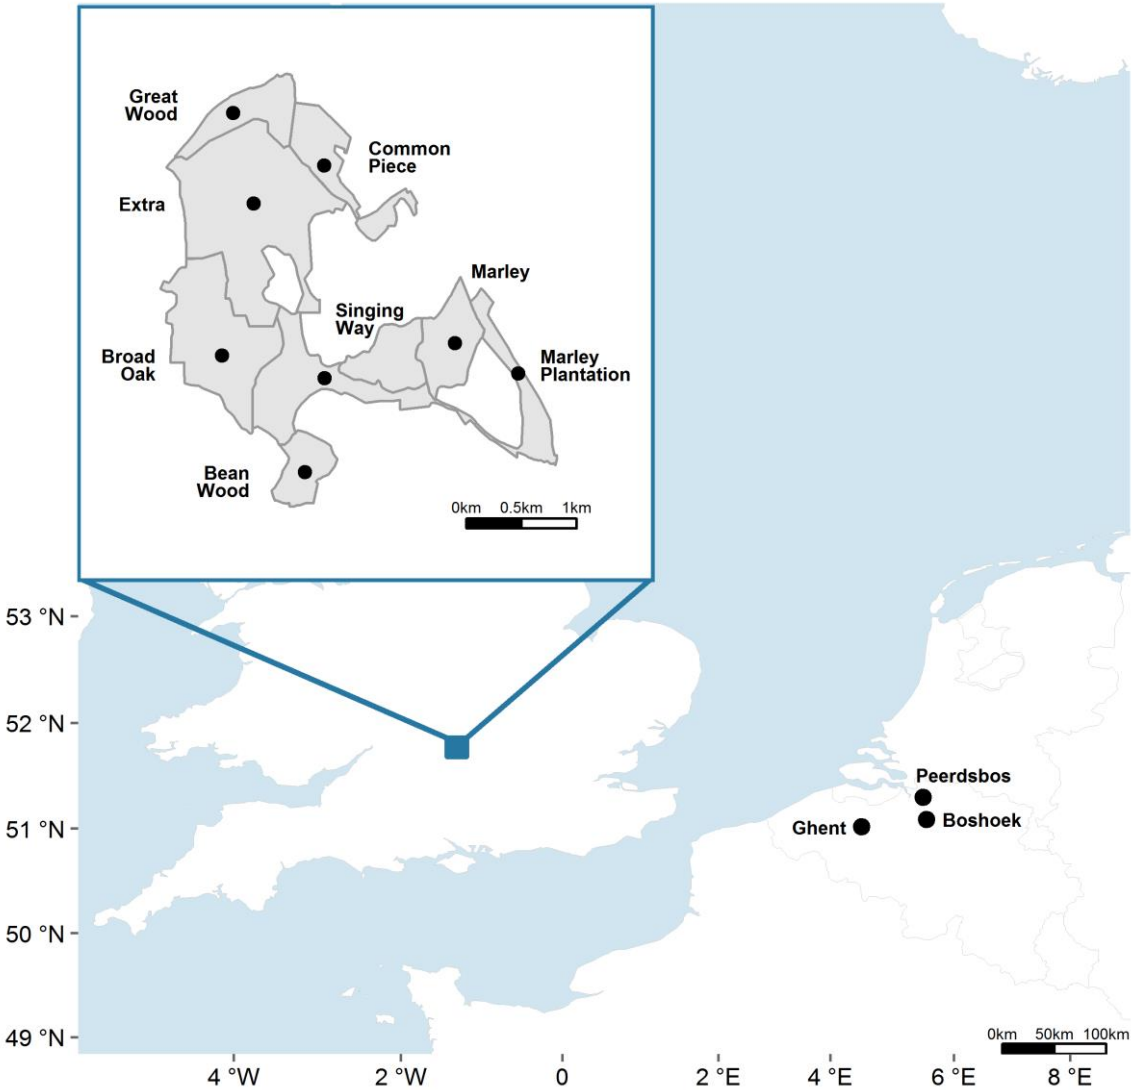 Great
Wood
Common
Piece
Extra
Marley
Singing
Way
Broad
Oak
Marley
Plantation
Bean
Wood
0km 0.5km 1km
53 °N
52 °N
51 °N
50 °N
49 °N
Peerdsbos
Ghent
Boshoek
0km 50km 100km
4 °W 2 °W 0 2 °E 4 °E 6 °E 8 °E